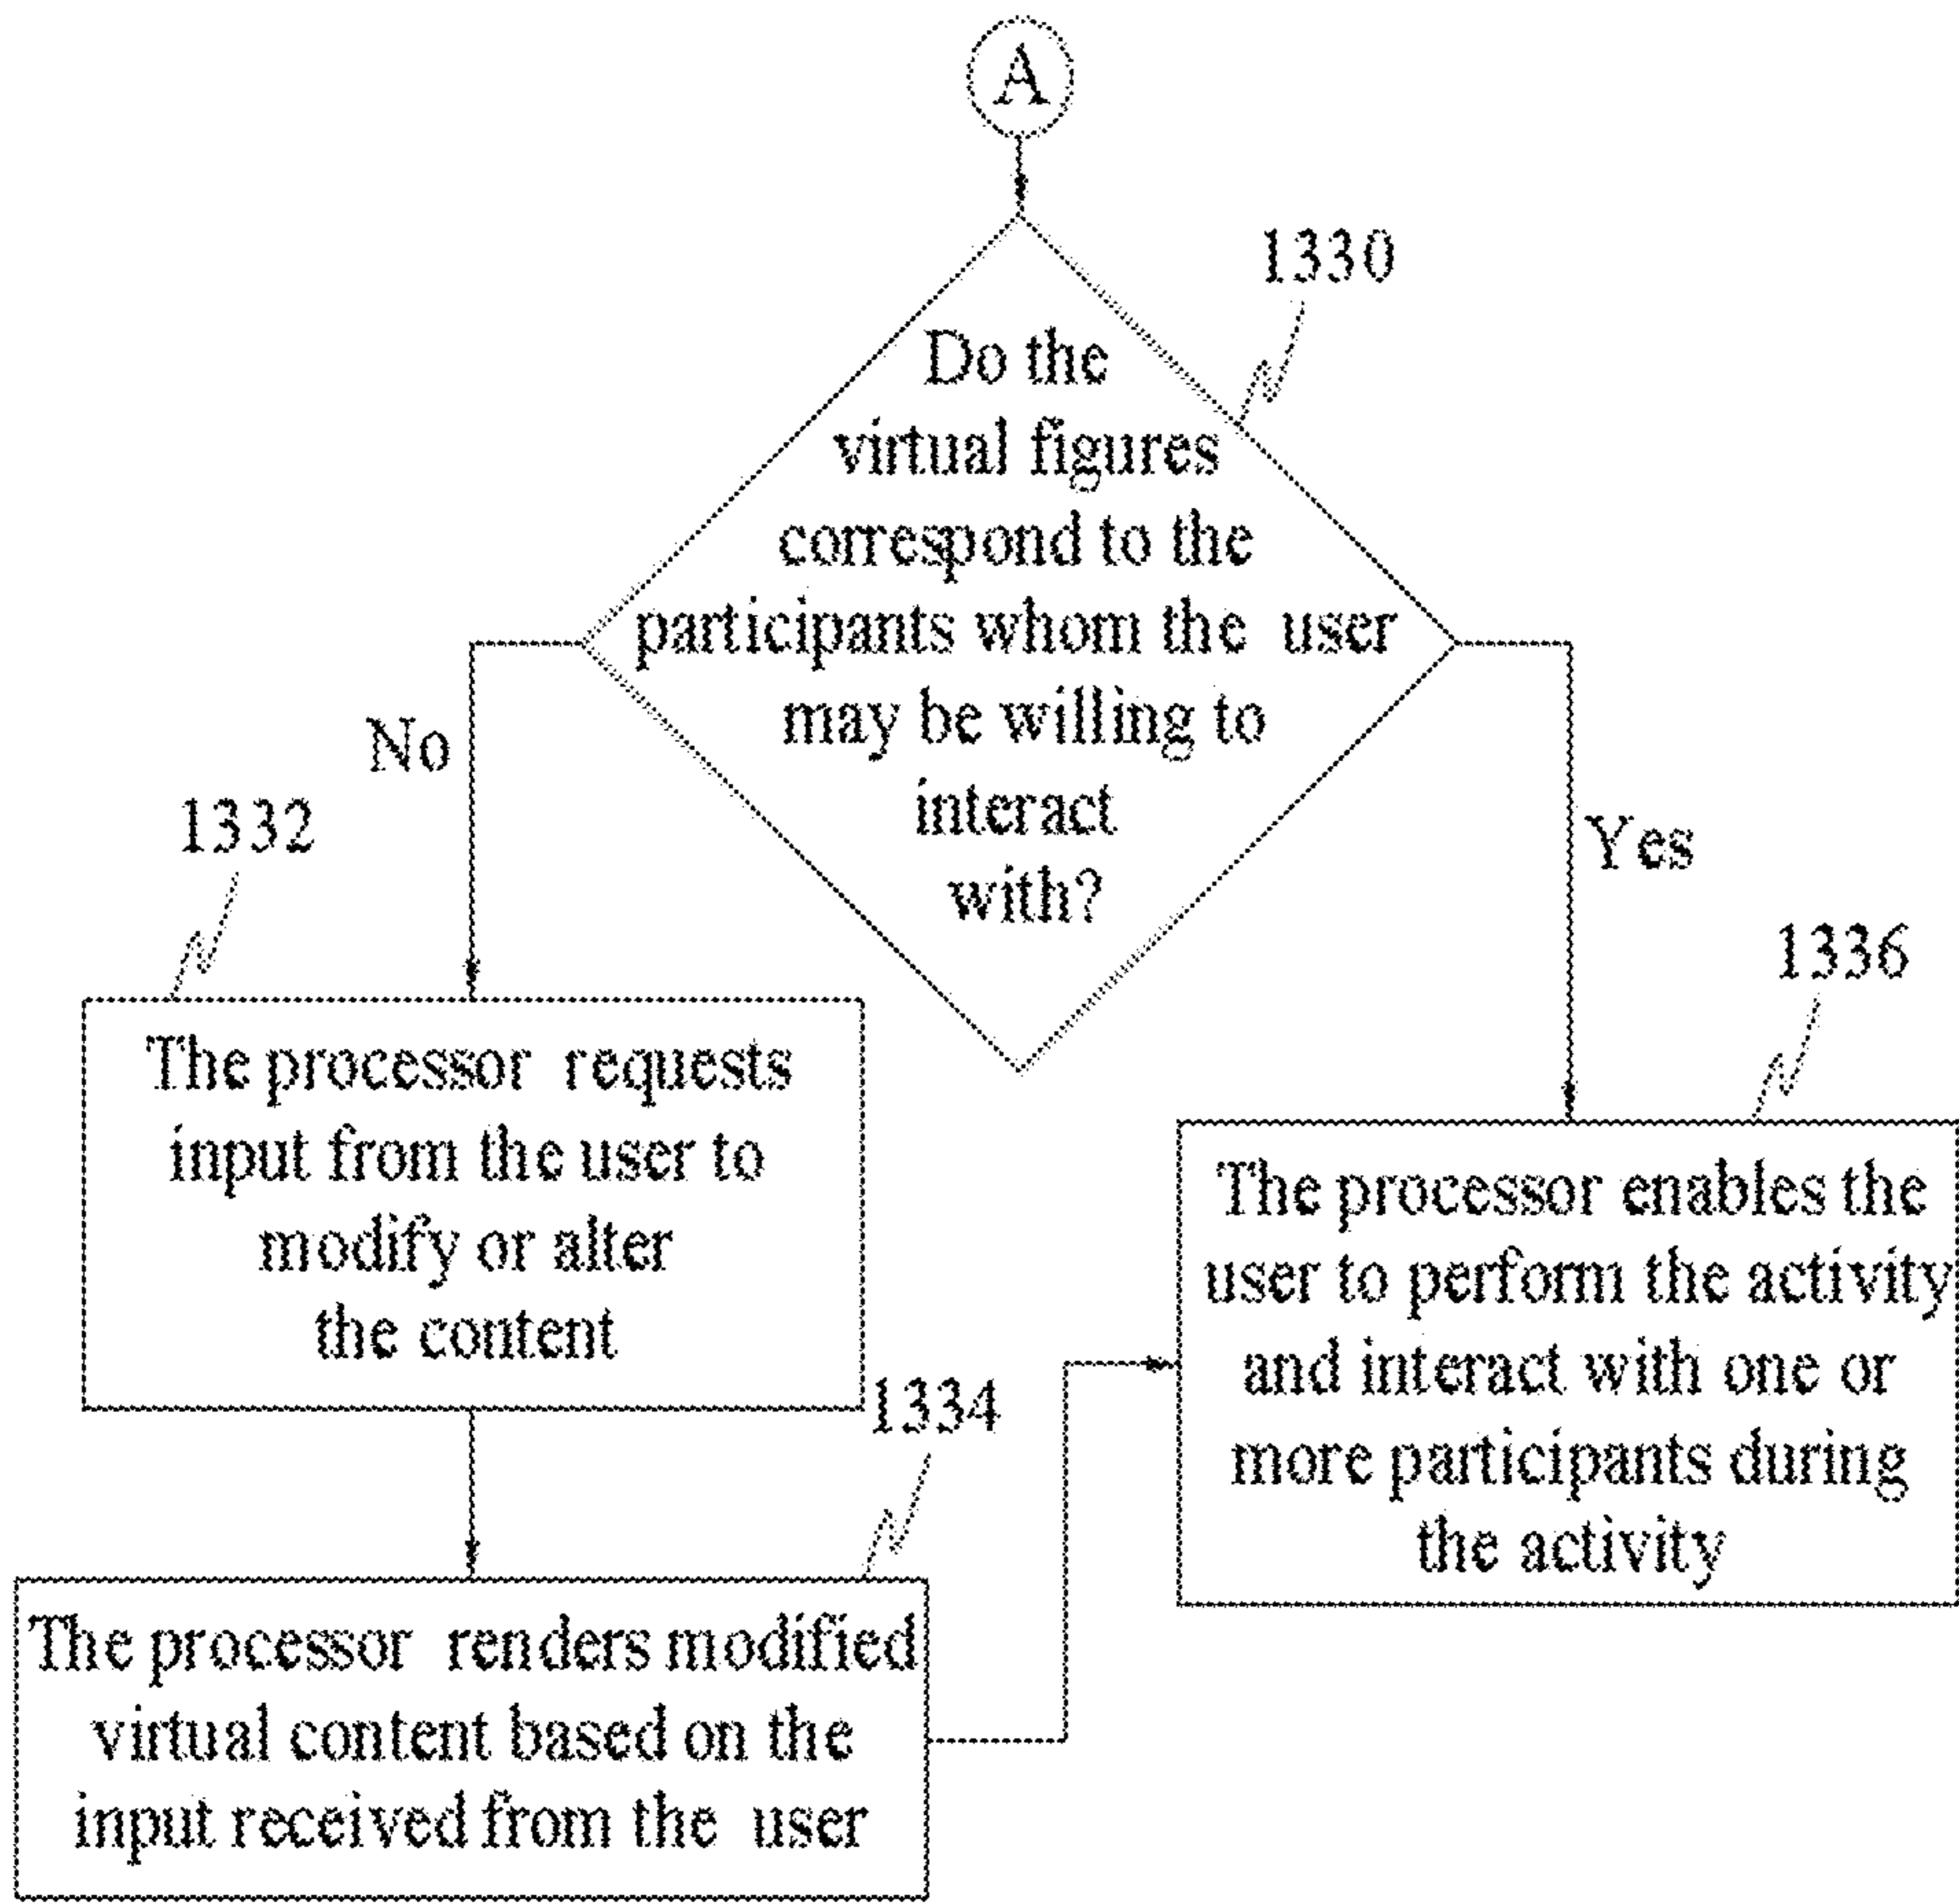 A
1330
Do the
virtual figures
correspond to the
participants whom the user
may be willing to
interact
with?
No
Yes
1332
The processor requests
input from the user to
modify or alter
the content
1336
The processor enables the
user to perform the activity
and interact with one or
more participants during
the activity
1334
The processor renders modified
virtual content based on the
input received from the user